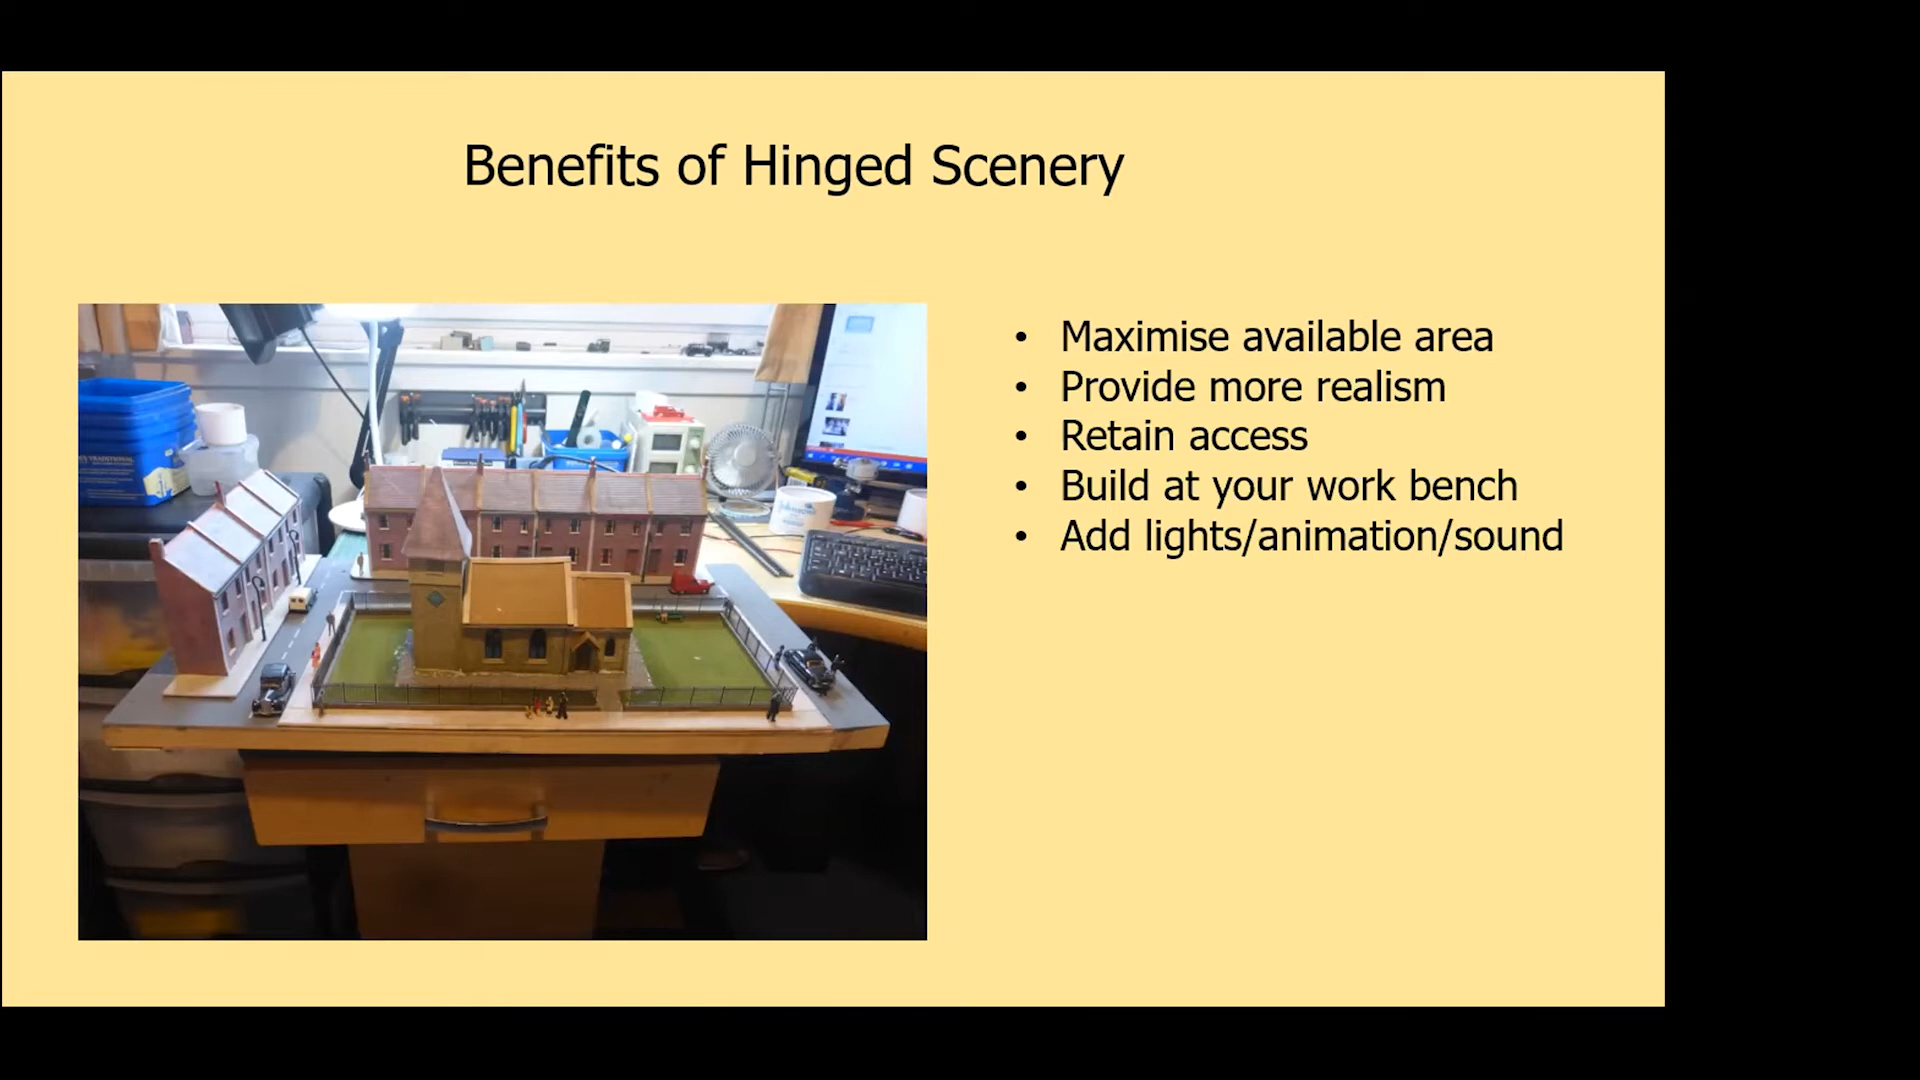 Benefits of Hinged Scenery
• Maximise available area
• Provide more realism
• Retain access
• Build at your work bench
• Add lights/animation/sound
TRADITIONAL